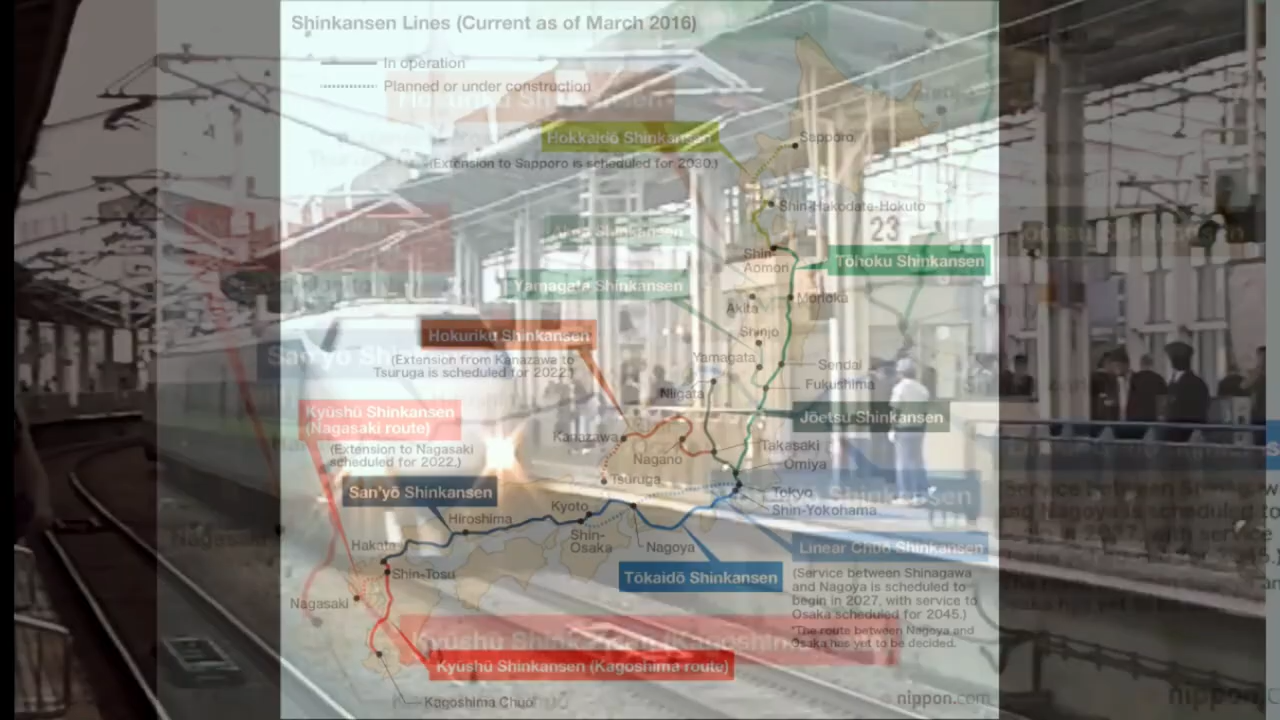 Shinkansen Lines (Current as of March 2016)
In operation
Planned or under construction
Hokkaidō Shinkansen
(Extension to Sapporo is scheduled for 2030.)
Sapporo
Shin-Hakodate-Hokuto
23
Shin
Aomori
Tōhoku Shinkansen
Yamagata Shinkansen
Akita
Morioka
Shinjo
Hokuriku Shinkansen
(Extension from Kanazawa to
Tsuruga is scheduled for 2022.)
Yamagata
Sendai
Niigata
Fukushima
Kyūshū Shinkansen
(Nagasaki route)
(Extension to Nagasaki
scheduled for 2022.)
Jōetsu Shinkansen
Kanazawa
Nagano
Takasaki
Omiya
Tsuruga
San'yō Shinkansen
Tokyo
Shin-Yokohama
Kyoto
Hiroshima
Shin-
Osaka
Nagoya
Hakata
Shin-Tosu
Linear Chūō Shinkansen
Tōkaidō Shinkansen
(Service between Shinagawa
and Nagoya is scheduled to
begin in 2027, with service to
Osaka scheduled for 2045.)
*The route between Nagoya and
Osaka has yet to be decided.
Nagasaki
Kyūshū Shinkansen (Kagoshima route)
Kagoshima Chuo
nippon.com